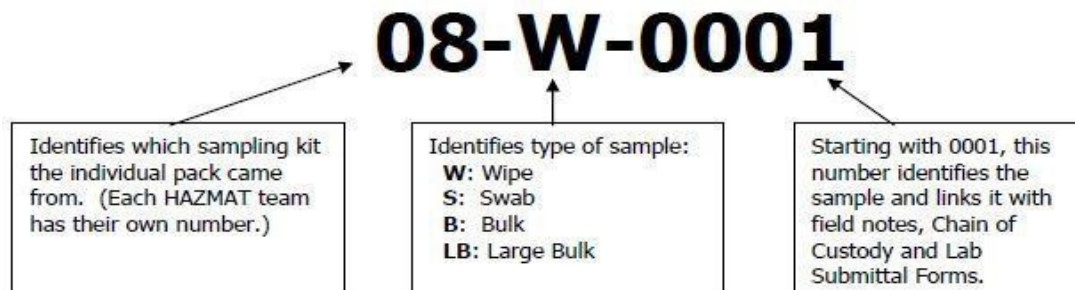 08-W-0001
Identifies which sampling kit
the individual pack came
from. (Each HAZMAT team
has their own number.)
Identifies type of sample:
W: Wipe
S: Swab
B: Bulk
LB: Large Bulk
Starting with 0001, this
number identifies the
sample and links it with
field notes, Chain of
Custody and Lab
Submittal Forms.